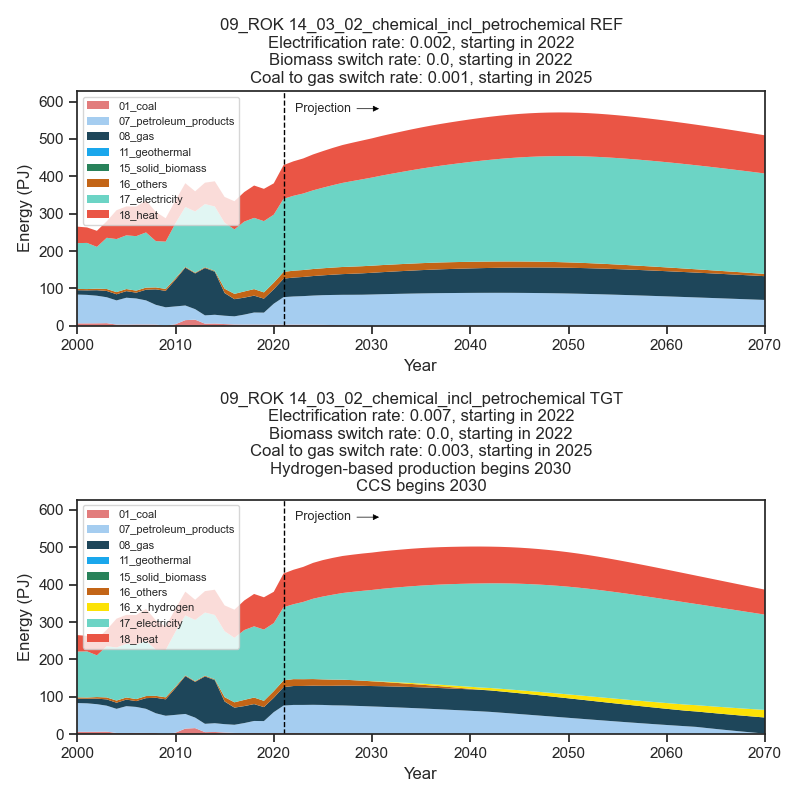 09_ROK 14_03_02_chemical_incl_petrochemical REF
Electrification rate: 0.002, starting in 2022
Biomass switch rate: 0.0, starting in 2022
Coal to gas switch rate: 0.001, starting in 2025
600
500
400
300
200
100
0
Energy (PJ)
01_coal
07_petroleum_products
08_gas
11_geothermal
15_solid_biomass
16_others
17_electricity
18_heat
Projection
2000 2010 2020 2030 2040 2050 2060 2070
Year
09_ROK 14_03_02_chemical_incl_petrochemical TGT
Electrification rate: 0.007, starting in 2022
Biomass switch rate: 0.0, starting in 2022
Coal to gas switch rate: 0.003, starting in 2025
Hydrogen-based production begins 2030
CCS begins 2030
600
500
400
300
200
100
0
Energy (PJ)
01_coal
07_petroleum_products
08_gas
11_geothermal
15_solid_biomass
16_others
16_x_hydrogen
17_electricity
18_heat
Projection
2000 2010 2020 2030 2040 2050 2060 2070
Year